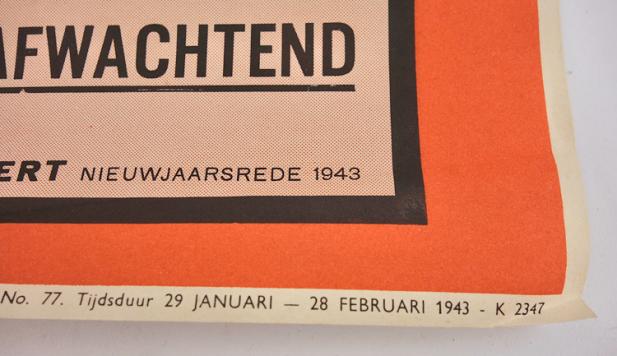 AFWACHTEND
ERT NIEUWJAARSREDE 1943
No. 77. Tijdsduur 29 JANUARI — 28 FEBRUARI 1943 - K 2347